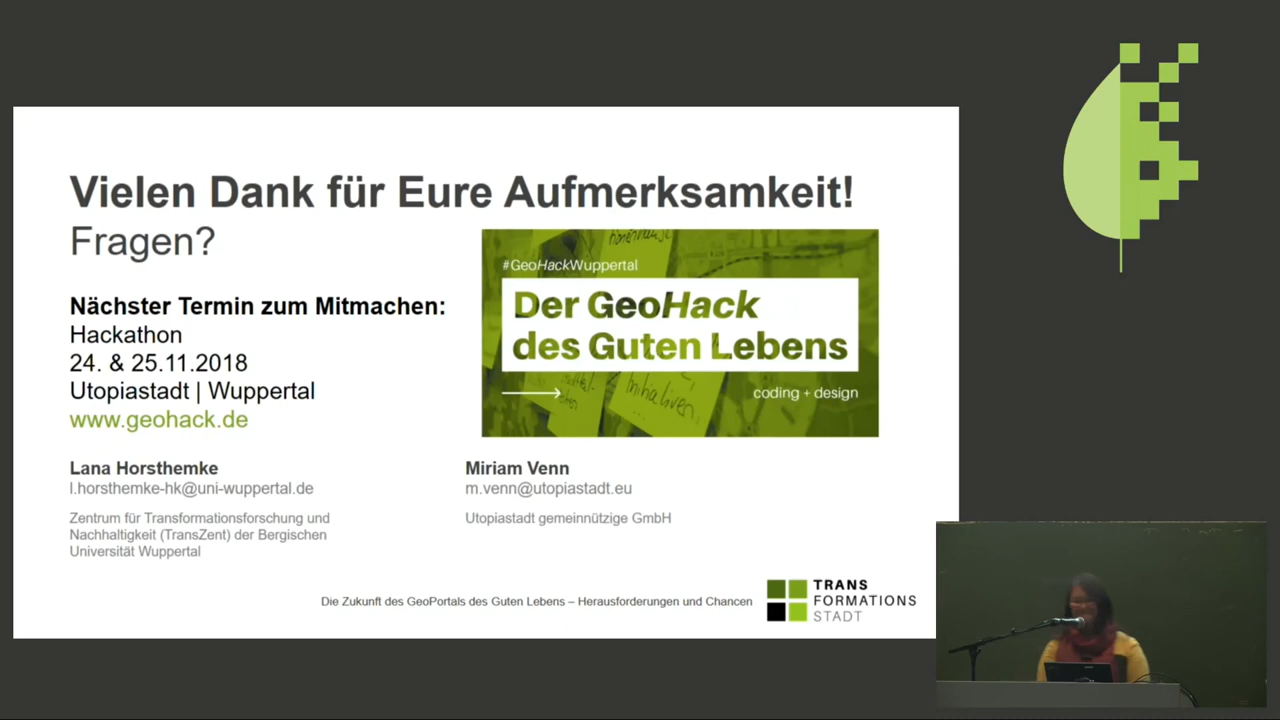 Vielen Dank für Eure Aufmerksamkeit!
Fragen?
Nächster Termin zum Mitmachen:
Hackathon
24. & 25.11.2018
Utopiastadt | Wuppertal
www.geohack.de
#GeoHackWuppertal
Der GeoHack
des Guten Lebens
Initiativen
coding + design
Lana Horsthemke
l.horsthemke-hk@uni-wuppertal.de
Zentrum für Transformationsforschung und
Nachhaltigkeit (TransZent) der Bergischen
Universität Wuppertal
Miriam Venn
m.venn@utopiastadt.eu
Utopiastadt gemeinnützige GmbH
Die Zukunft des GeoPortals des Guten Lebens – Herausforderungen und Chancen
TRANS
FORMATIONS
STADT